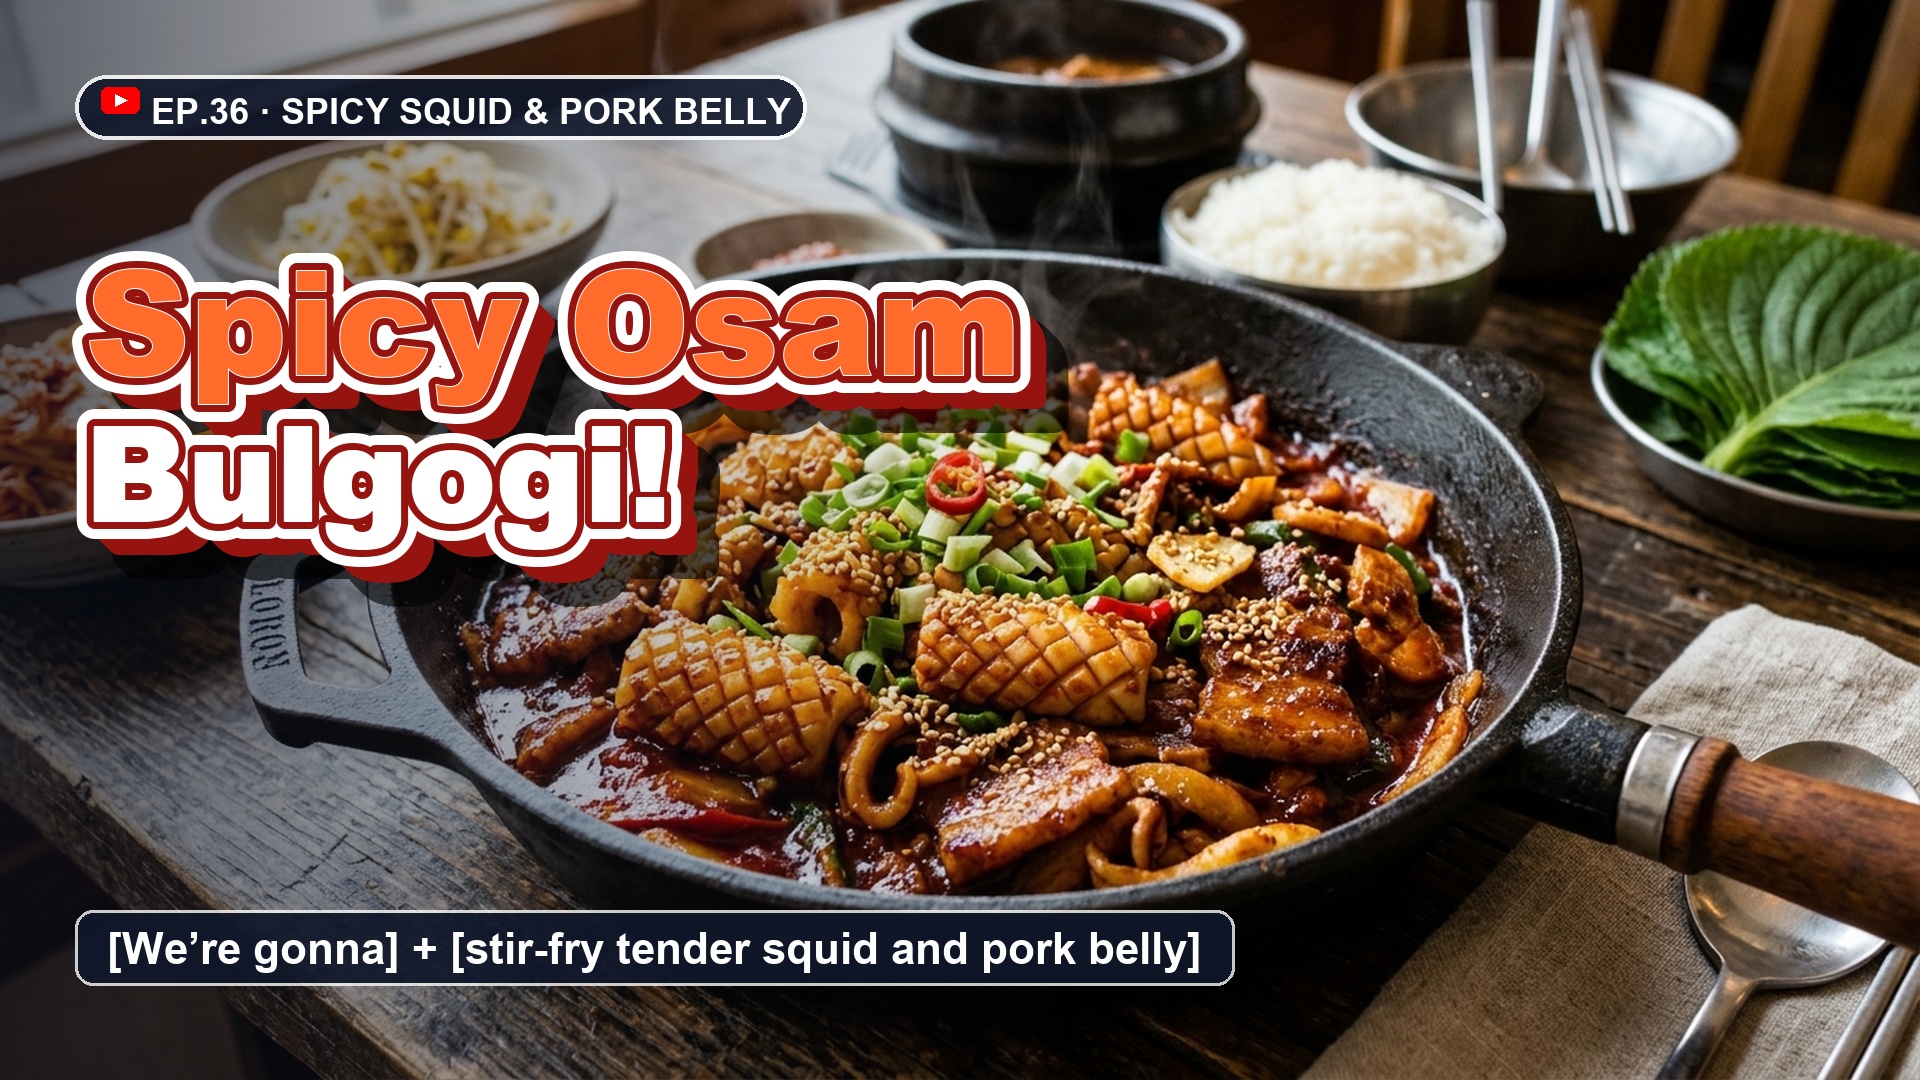 EP.36 · SPICY SQUID & PORK BELLY
Spicy Osam
Bulgogi!
[We’re gonna] + [stir-fry tender squid and pork belly]